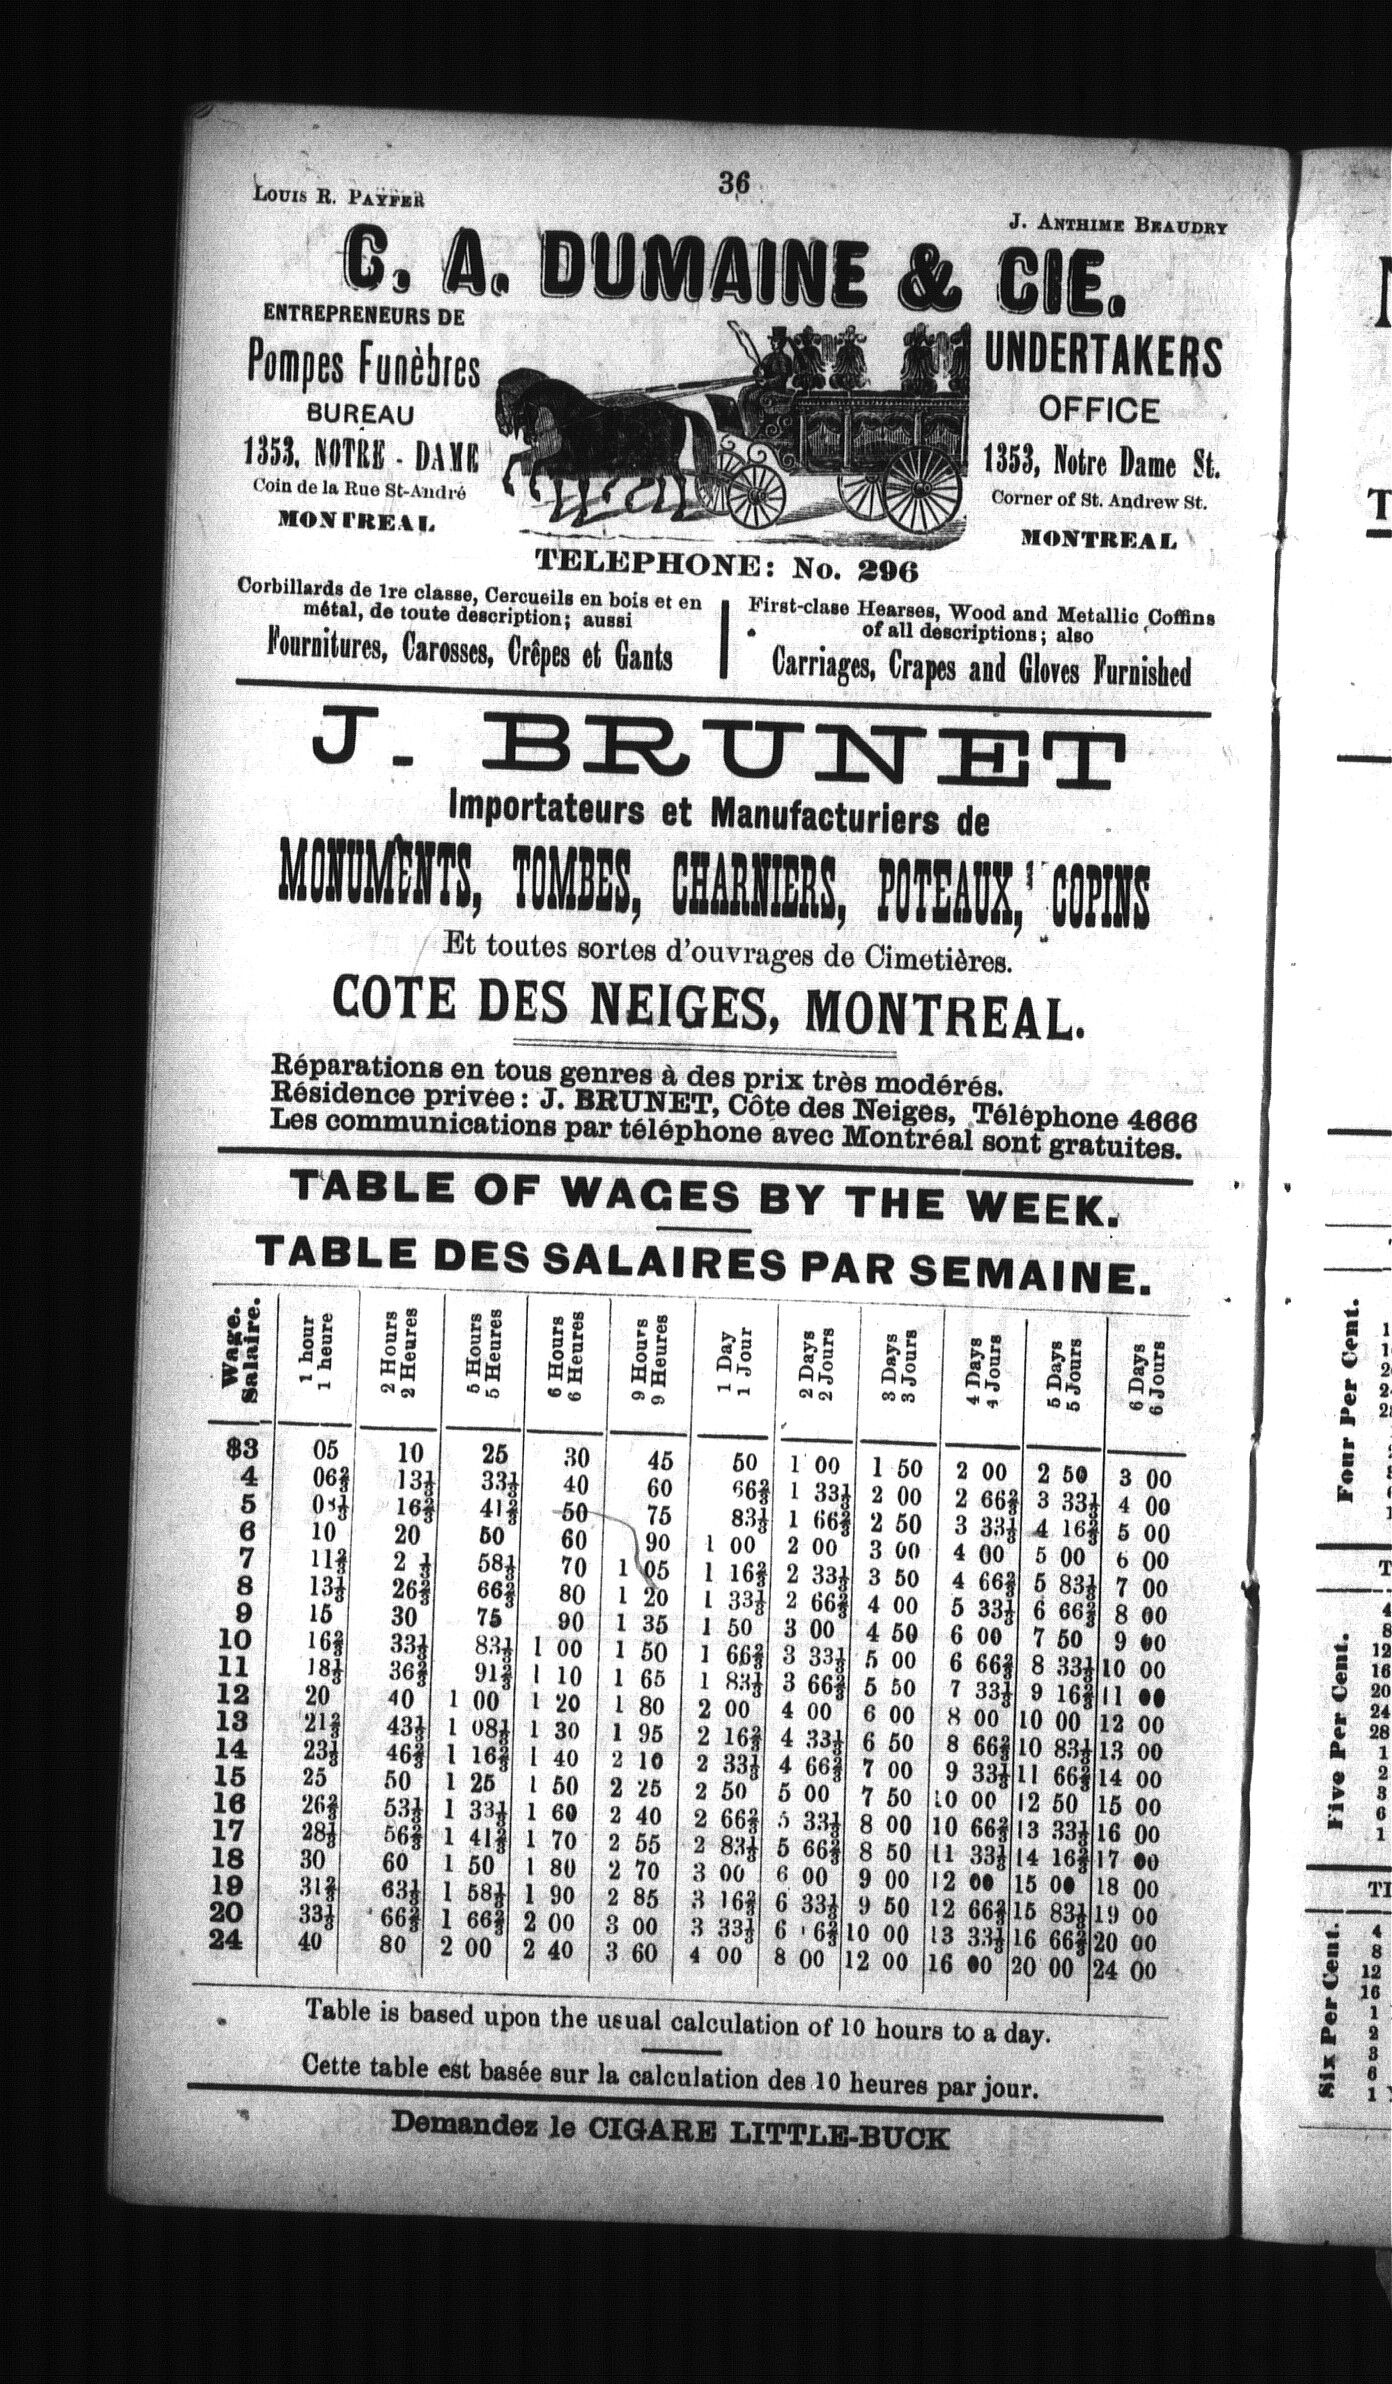 36
Louis R. Payfer
J. Anthime Beaudry
C. A. DUMAINE & CIE.
ENTREPRENEURS DE
Pompes Funèbres
BUREAU
1353, NOTRE - DAME
Coin de la Rue St-André
MONTREAL
UNDERTAKERS
OFFICE
1353, Notre Dame St.
Corner of St. Andrew St.
MONTREAL
TELEPHONE: No. 296
Corbillards de 1re classe, Cercueils en bois et en
métal, de toute description; aussi
Fournitures, Carosses, Crêpes et Gants
First-clase Hearses, Wood and Metallic Coffins
of all descriptions; also
Carriages, Crapes and Gloves Furnished
J. BRUNET
Importateurs et Manufacturiers de
MONUMENTS, TOMBES, CHARNIERS, POTEAUX, COPINS
Et toutes sortes d'ouvrages de Cimetières.
COTE DES NEIGES, MONTREAL.
Réparations en tous genres à des prix très modérés.
Résidence privée: J. BRUNET, Côte des Neiges, Téléphone 4666
Les communications par téléphone avec Montréal sont gratuites.
TABLE OF WAGES BY THE WEEK.
TABLE DES SALAIRES PAR SEMAINE.
Wage. 1 hour 2 Hours 5 Hours 6 Hours 9 Hours 1 Day 2 Days 3 Days 4 Days 5 Days 6 Days
Salaire. 1 heure 2 Heures 5 Heures 6 Heures 9 Heures 1 Jour 2 Jours 3 Jours 4 Jours 5 Jours 6 Jours
$3 05 10 25 30 45 50 1 00 1 50 2 00 2 50 3 00
4 06⅔ 13⅓ 33⅓ 40 60 66⅔ 1 33⅓ 2 00 2 66⅔ 3 33⅓ 4 00
5 08⅓ 16⅔ 41⅔ 50 75 83⅓ 1 66⅔ 2 50 3 33⅓ 4 16⅔ 5 00
6 10 20 50 60 90 1 00 2 00 3 00 4 00 5 00 6 00
7 11⅔ 2 ⅓ 58⅓ 70 1 05 1 16⅔ 2 33⅓ 3 50 4 66⅔ 5 83⅓ 7 00
8 13⅓ 26⅔ 66⅔ 80 1 20 1 33⅓ 2 66⅔ 4 00 5 33⅓ 6 66⅔ 8 00
9 15 30 75 90 1 35 1 50 3 00 4 50 6 00 7 50 9 00
10 16⅔ 33⅓ 83⅓ 1 00 1 50 1 66⅔ 3 33⅓ 5 00 6 66⅔ 8 33⅓ 10 00
11 18⅓ 36⅔ 91⅔ 1 10 1 65 1 83⅓ 3 66⅔ 5 50 7 33⅓ 9 16⅔ 11 00
12 20 40 1 00 1 20 1 80 2 00 4 00 6 00 8 00 10 00 12 00
13 21⅔ 43⅓ 1 08⅓ 1 30 1 95 2 16⅔ 4 33⅓ 6 50 8 66⅔ 10 83⅓ 13 00
14 23⅓ 46⅔ 1 16⅔ 1 40 2 10 2 33⅓ 4 66⅔ 7 00 9 33⅓ 11 66⅔ 14 00
15 25 50 1 25 1 50 2 25 2 50 5 00 7 50 10 00 12 50 15 00
16 26⅔ 53⅓ 1 33⅓ 1 60 2 40 2 66⅔ 5 33⅓ 8 00 10 66⅔ 13 33⅓ 16 00
17 28⅓ 56⅔ 1 41⅔ 1 70 2 55 2 83⅓ 5 66⅔ 8 50 11 33⅓ 14 16⅔ 17 00
18 30 60 1 50 1 80 2 70 3 00 6 00 9 00 12 00 15 00 18 00
19 31⅔ 63⅓ 1 58⅓ 1 90 2 85 3 16⅔ 6 33⅓ 9 50 12 66⅔ 15 83⅓ 19 00
20 33⅓ 66⅔ 1 66⅔ 2 00 3 00 3 33⅓ 6 6⅔ 10 00 13 33⅓ 16 66⅔ 20 00
24 40 80 2 00 2 40 3 60 4 00 8 00 12 00 16 00 20 00 24 00
Table is based upon the usual calculation of 10 hours to a day.
Cette table est basée sur la calculation des 10 heures par jour.
Demandez le CIGARE LITTLE-BUCK
Four Per Cent.
Five Per Cent.
Six Per Cent.